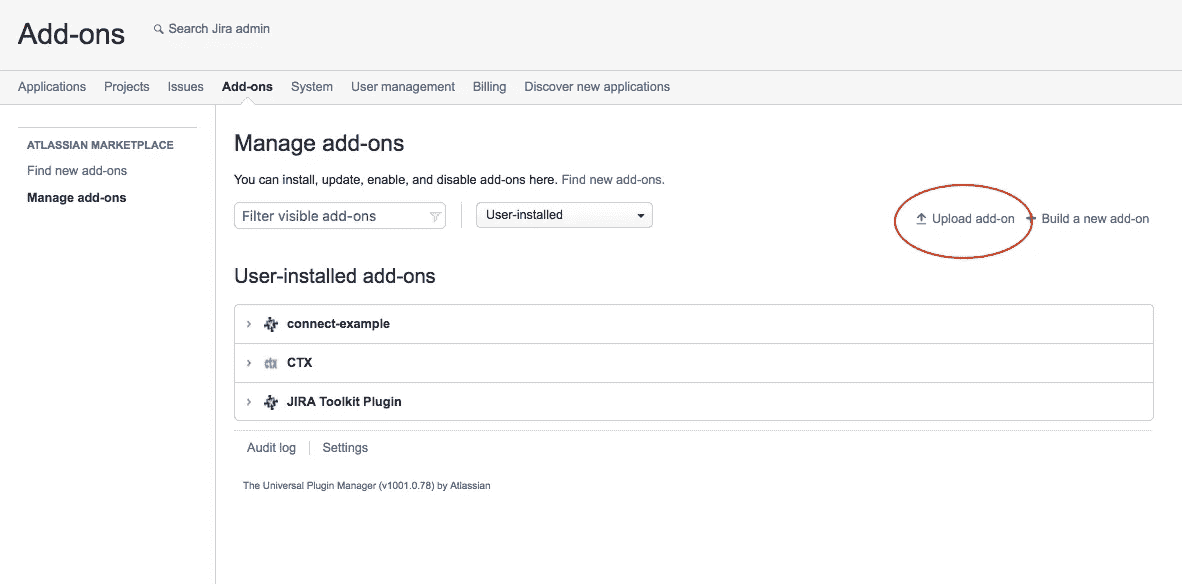 Add-ons
Search Jira admin
Applications Projects Issues Add-ons System User management Billing Discover new applications
ATLASSIAN MARKETPLACE
Find new add-ons
Manage add-ons
Manage add-ons
You can install, update, enable, and disable add-ons here. Find new add-ons.
Filter visible add-ons
User-installed
Upload add-on
Build a new add-on
User-installed add-ons
connect-example
ctx CTX
JIRA Toolkit Plugin
Audit log Settings
The Universal Plugin Manager (v1001.0.78) by Atlassian